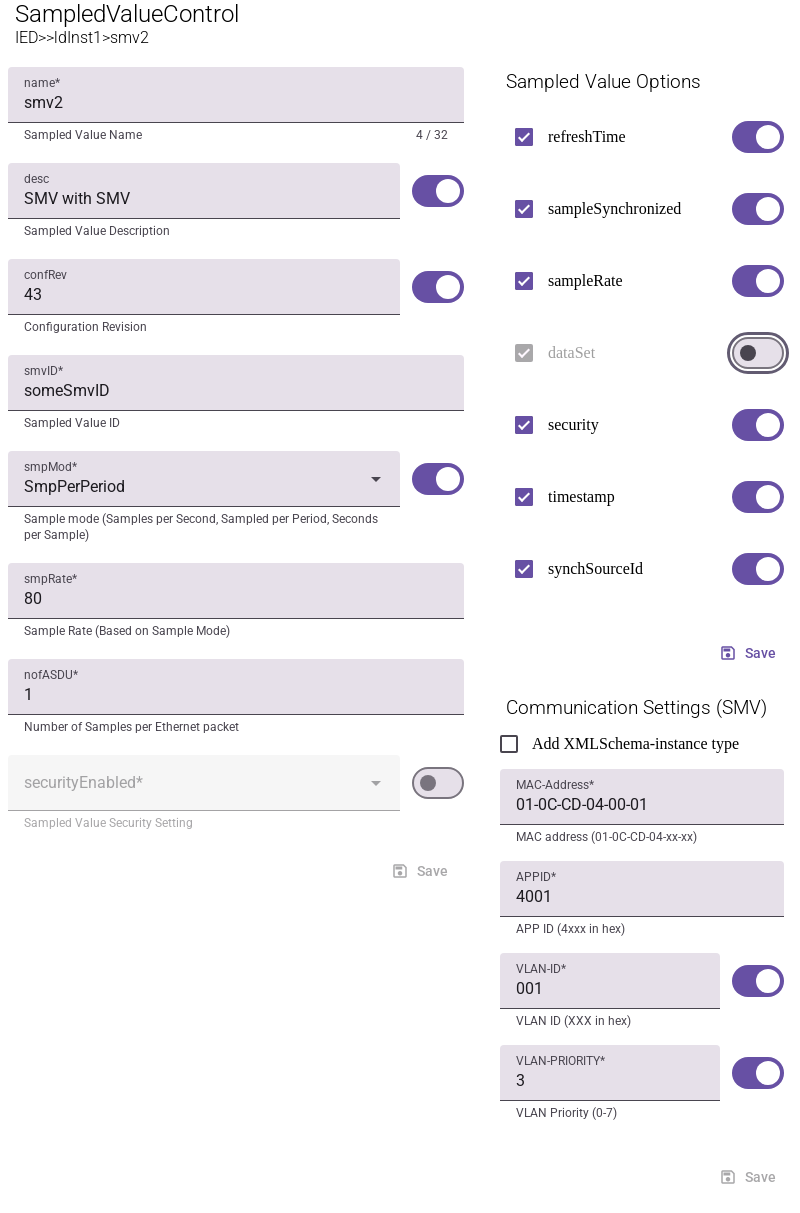 SampledValueControl
IED>>ldInst1>smv2
name*
smv2
Sampled Value Name
4 / 32
desc
SMV with SMV
Sampled Value Description
confRev
43
Configuration Revision
smvID*
someSmvID
Sampled Value ID
smpMod*
SmpPerPeriod
Sample mode (Samples per Second, Sampled per Period, Seconds
per Sample)
smpRate*
80
Sample Rate (Based on Sample Mode)
nofASDU*
1
Number of Samples per Ethernet packet
securityEnabled*
Sampled Value Security Setting
Save
Sampled Value Options
refreshTime
sampleSynchronized
sampleRate
dataSet
security
timestamp
synchSourceId
Save
Communication Settings (SMV)
Add XMLSchema-instance type
MAC-Address*
01-0C-CD-04-00-01
MAC address (01-0C-CD-04-xx-xx)
APPID*
4001
APP ID (4xxx in hex)
VLAN-ID*
001
VLAN ID (XXX in hex)
VLAN-PRIORITY*
3
VLAN Priority (0-7)
Save